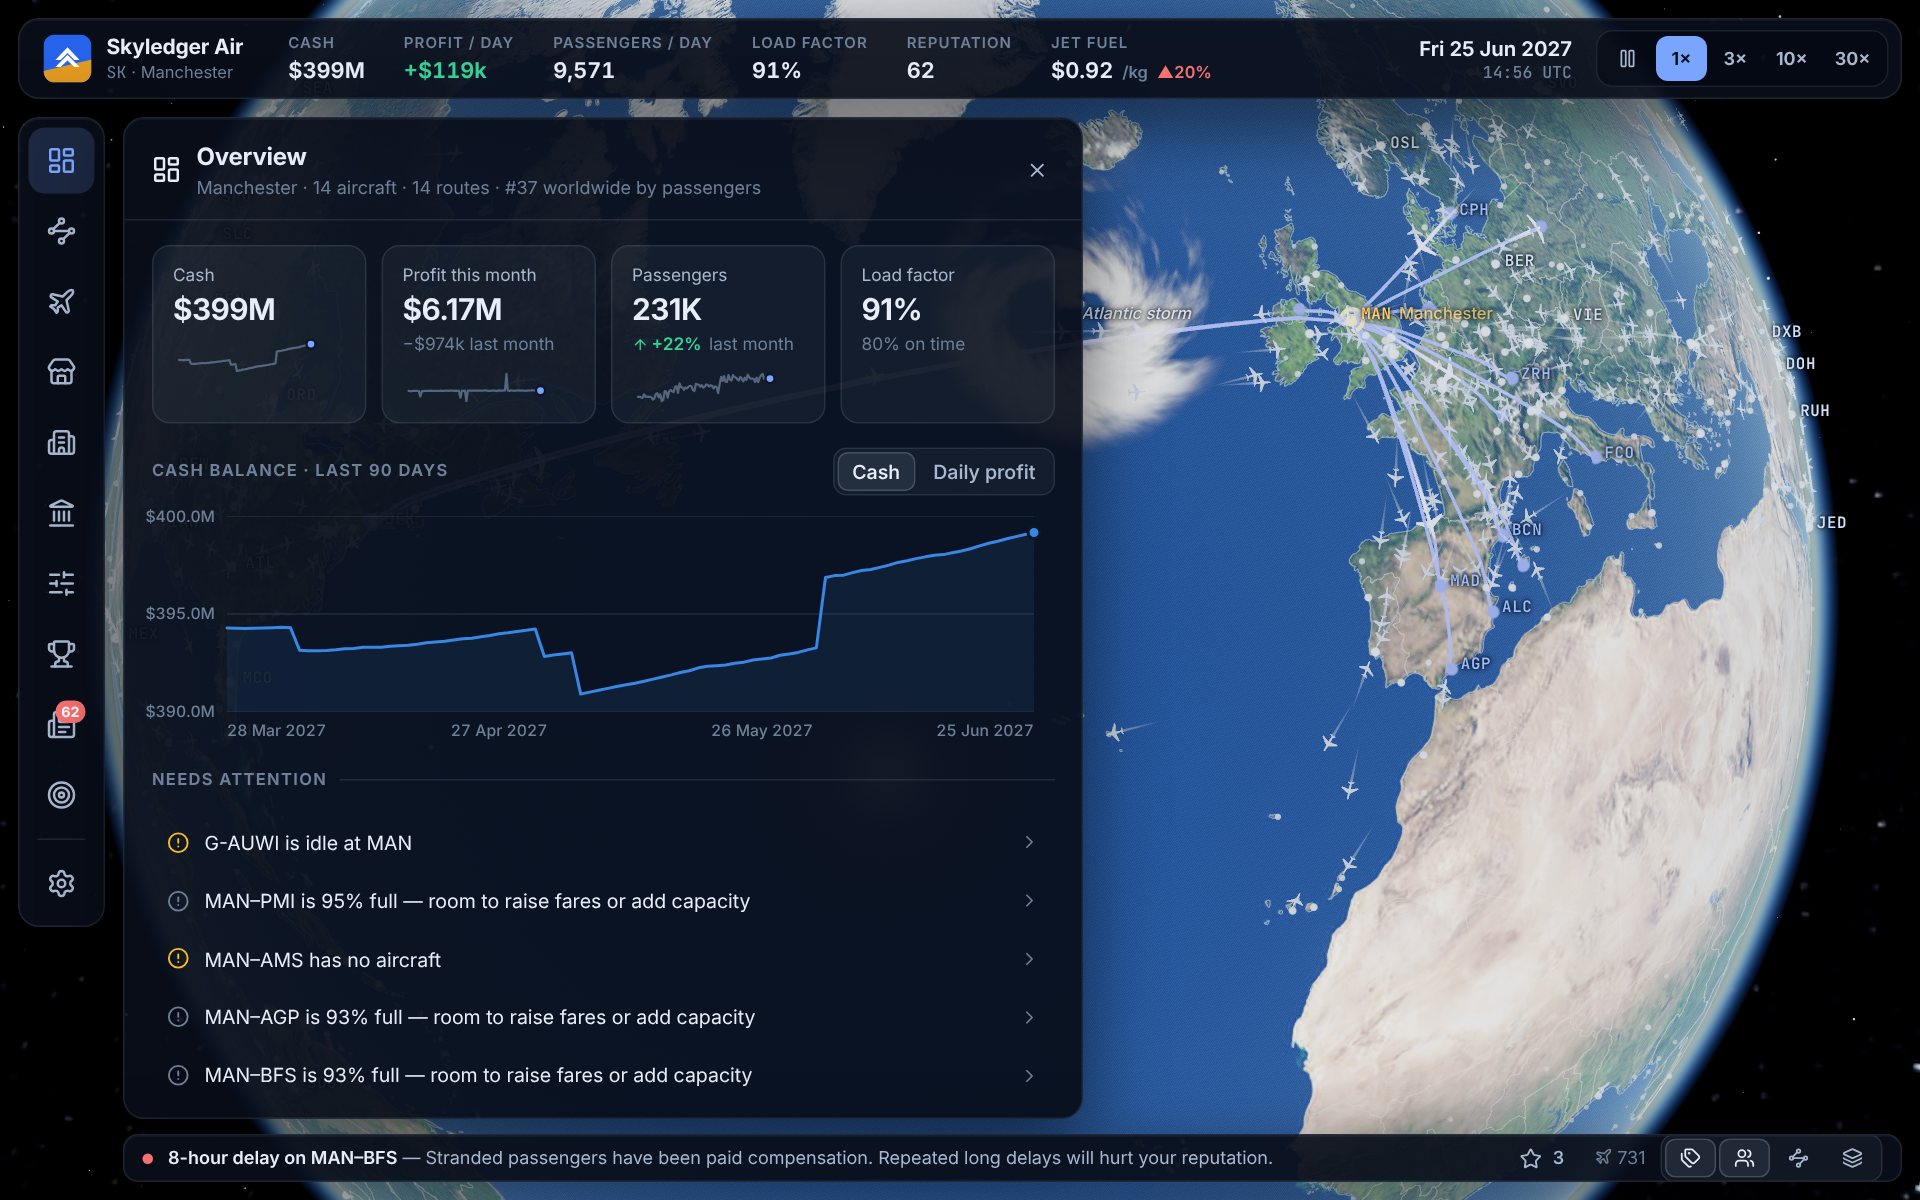 Skyledger Air
SK · Manchester
CASH
$399M
PROFIT / DAY
+$119k
PASSENGERS / DAY
9,571
LOAD FACTOR
91%
REPUTATION
62
JET FUEL
$0.92 /kg ▲20%
Fri 25 Jun 2027
14:56 UTC
1×
3×
10×
30×
62
Overview
Manchester · 14 aircraft · 14 routes · #37 worldwide by passengers
Cash
$399M
Profit this month
$6.17M
−$974k last month
Passengers
231K
↑ +22% last month
Load factor
91%
80% on time
CASH BALANCE · LAST 90 DAYS
Cash
Daily profit
$400.0M
$395.0M
$390.0M
28 Mar 2027
27 Apr 2027
26 May 2027
25 Jun 2027
NEEDS ATTENTION
G-AUWI is idle at MAN
MAN–PMI is 95% full — room to raise fares or add capacity
MAN–AMS has no aircraft
MAN–AGP is 93% full — room to raise fares or add capacity
MAN–BFS is 93% full — room to raise fares or add capacity
SEA
SLC
ORD
ATL
MEX
MCO
OSL
CPH
BER
Atlantic storm
MAN Manchester
VIE
DXB
DOH
ZRH
RUH
FCO
JED
BCN
MAD
ALC
AGP
8-hour delay on MAN–BFS — Stranded passengers have been paid compensation. Repeated long delays will hurt your reputation.
3
731